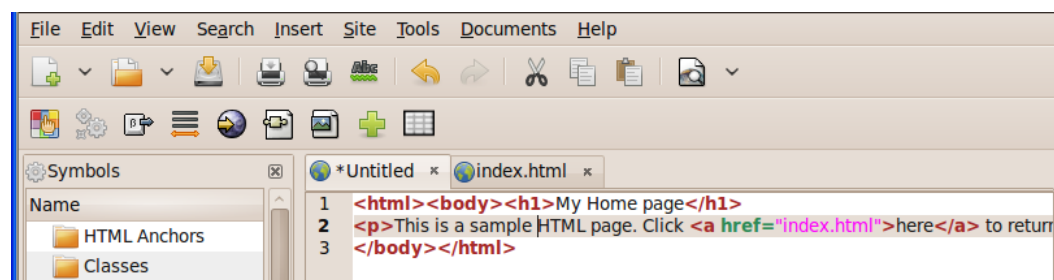 File Edit View Search Insert Site Tools Documents Help
Abc
Symbols
*Untitled
index.html
Name
HTML Anchors
Classes
1 <html><body><h1>My Home page</h1>
2 <p>This is a sample HTML page. Click <a href="index.html">here</a> to return
3 </body></html>